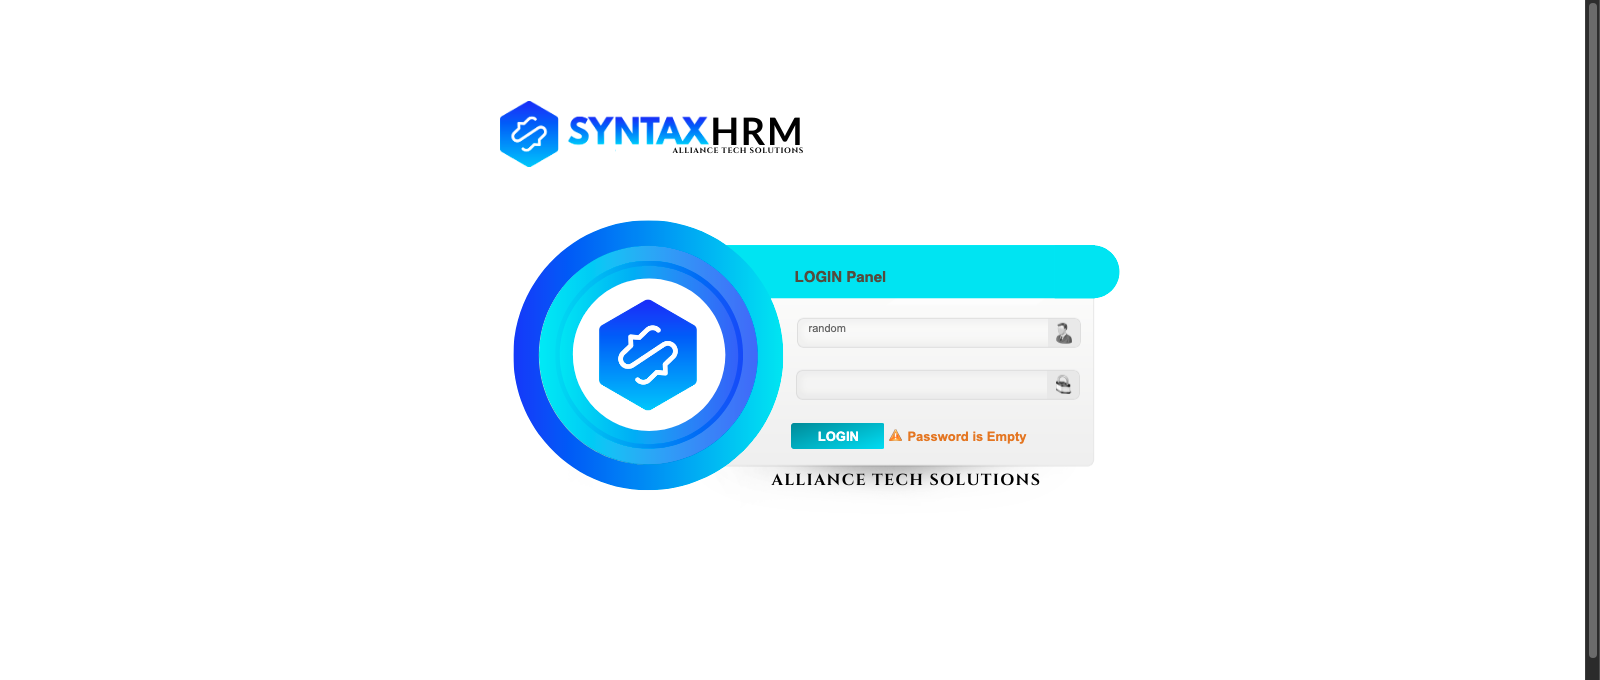 SYNTAXHRM
ALLIANCE TECH SOLUTIONS
LOGIN Panel
random
LOGIN
Password is Empty
ALLIANCE TECH SOLUTIONS